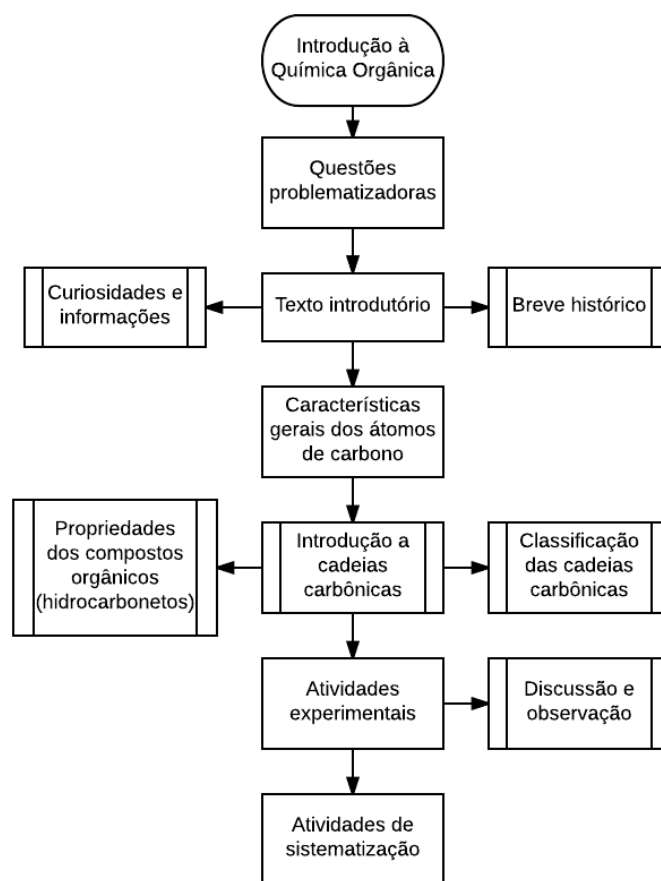 Introdução à
Química Orgânica
Questões
problematizadoras
Curiosidades e
informações
Texto introdutório
Breve histórico
Características
gerais dos átomos
de carbono
Propriedades
dos compostos
orgânicos
(hidrocarbonetos)
Introdução a
cadeias
carbônicas
Classificação
das cadeias
carbônicas
Atividades
experimentais
Discussão e
observação
Atividades de
sistematização